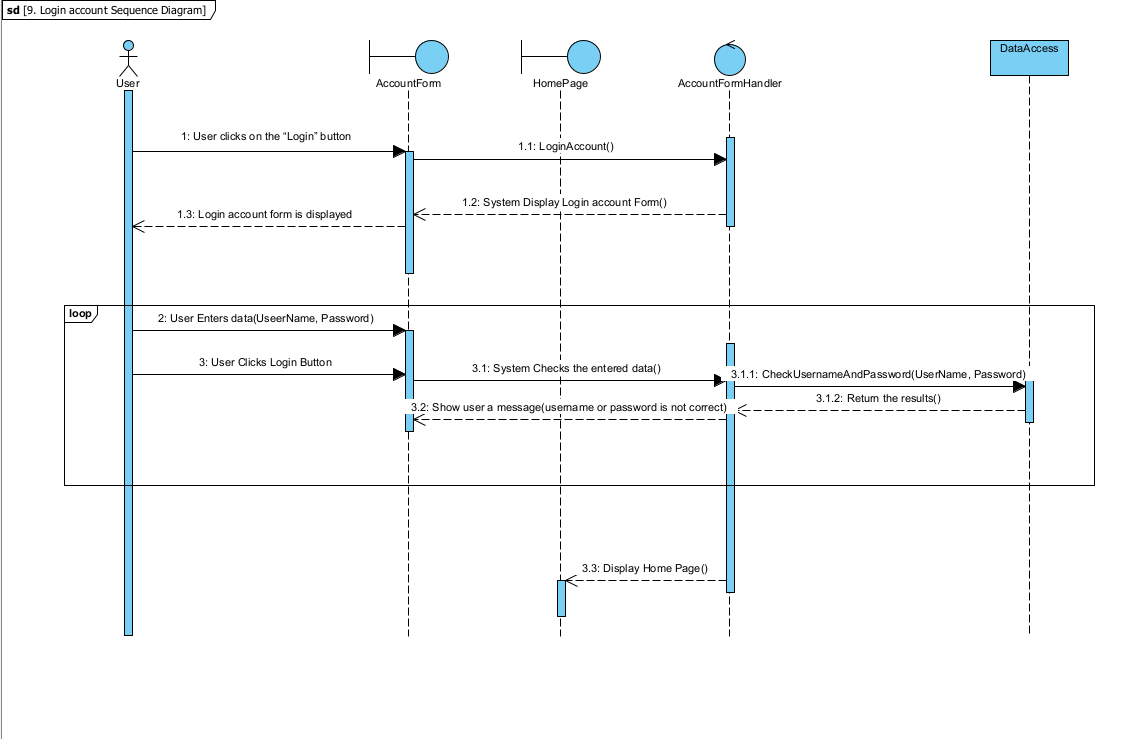 sd [9. Login account Sequence Diagram]
User
AccountForm
HomePage
AccountFormHandler
DataAccess
1: User clicks on the “Login” button
1.1: LoginAccount()
1.2: System Display Login account Form()
1.3: Login account form is displayed
loop
2: User Enters data(UseerName, Password)
3: User Clicks Login Button
3.1: System Checks the entered data()
3.1.1: CheckUsernameAndPassword(UserName, Password)
3.1.2: Return the results()
3.2: Show user a message(username or password is not correct)
3.3: Display Home Page()